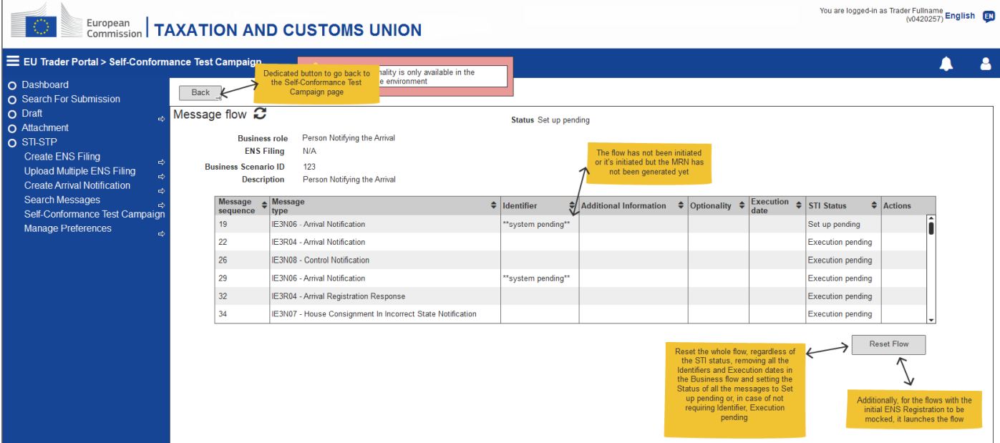 You are logged-in as Trader Fullname
(v0420257)
English
EN
European
Commission
TAXATION AND CUSTOMS UNION
EU Trader Portal > Self-Conformance Test Campaign
Dashboard
Search For Submission
Draft
Attachment
STI-STP
Create ENS Filing
Upload Multiple ENS Filing
Create Arrival Notification
Search Messages
Self-Conformance Test Campaign
Manage Preferences
Back
Dedicated button to go back to
the Self-Conformance Test
Campaign page
is only available in the
environment
Message flow
Status Set up pending
Business role Person Notifying the Arrival
ENS Filing N/A
Business Scenario ID 123
Description Person Notifying the Arrival
The flow has not been initiated
or it's initiated but the MRN has
not been generated yet
Message sequence Message type Identifier Additional Information Optionality Execution date STI Status Actions
19 IE3N06 - Arrival Notification **system pending** Set up pending
22 IE3R04 - Arrival Notification Execution pending
26 IE3N08 - Control Notification Execution pending
29 IE3N06 - Arrival Notification **system pending** Execution pending
32 IE3R04 - Arrival Registration Response Execution pending
34 IE3N07 - House Consignment In Incorrect State Notification Execution pending
Reset Flow
Reset the whole flow, regardless of
the STI status, removing all the
Identifiers and Execution dates in
the Business flow and setting the
Status of all the messages to Set
up pending or, in case of not
requiring Identifier, Execution
pending
Additionally, for the flows with the
initial ENS Registration to be
mocked, it launches the flow